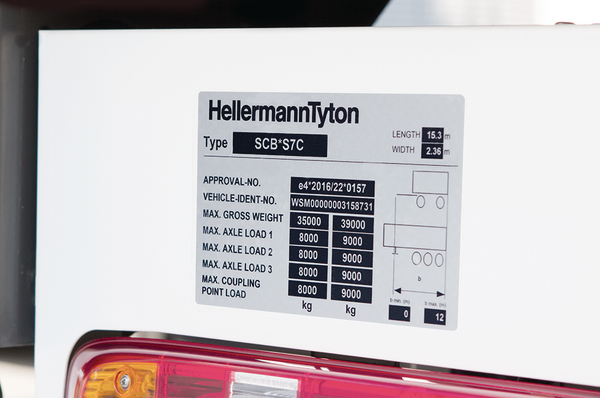 HellermannTyton
Type SCB*S7C
LENGTH 15.3 m
WIDTH 2.36 m
APPROVAL-NO. e4*2016/22*0157
VEHICLE-IDENT-NO. WSM00000003158731
MAX. GROSS WEIGHT 35000 39000
MAX. AXLE LOAD 1 8000 9000
MAX. AXLE LOAD 2 8000 9000
MAX. AXLE LOAD 3 8000 9000
MAX. COUPLING
POINT LOAD 8000 9000
kg kg
b
b min. (m) b max. (m)
0 12